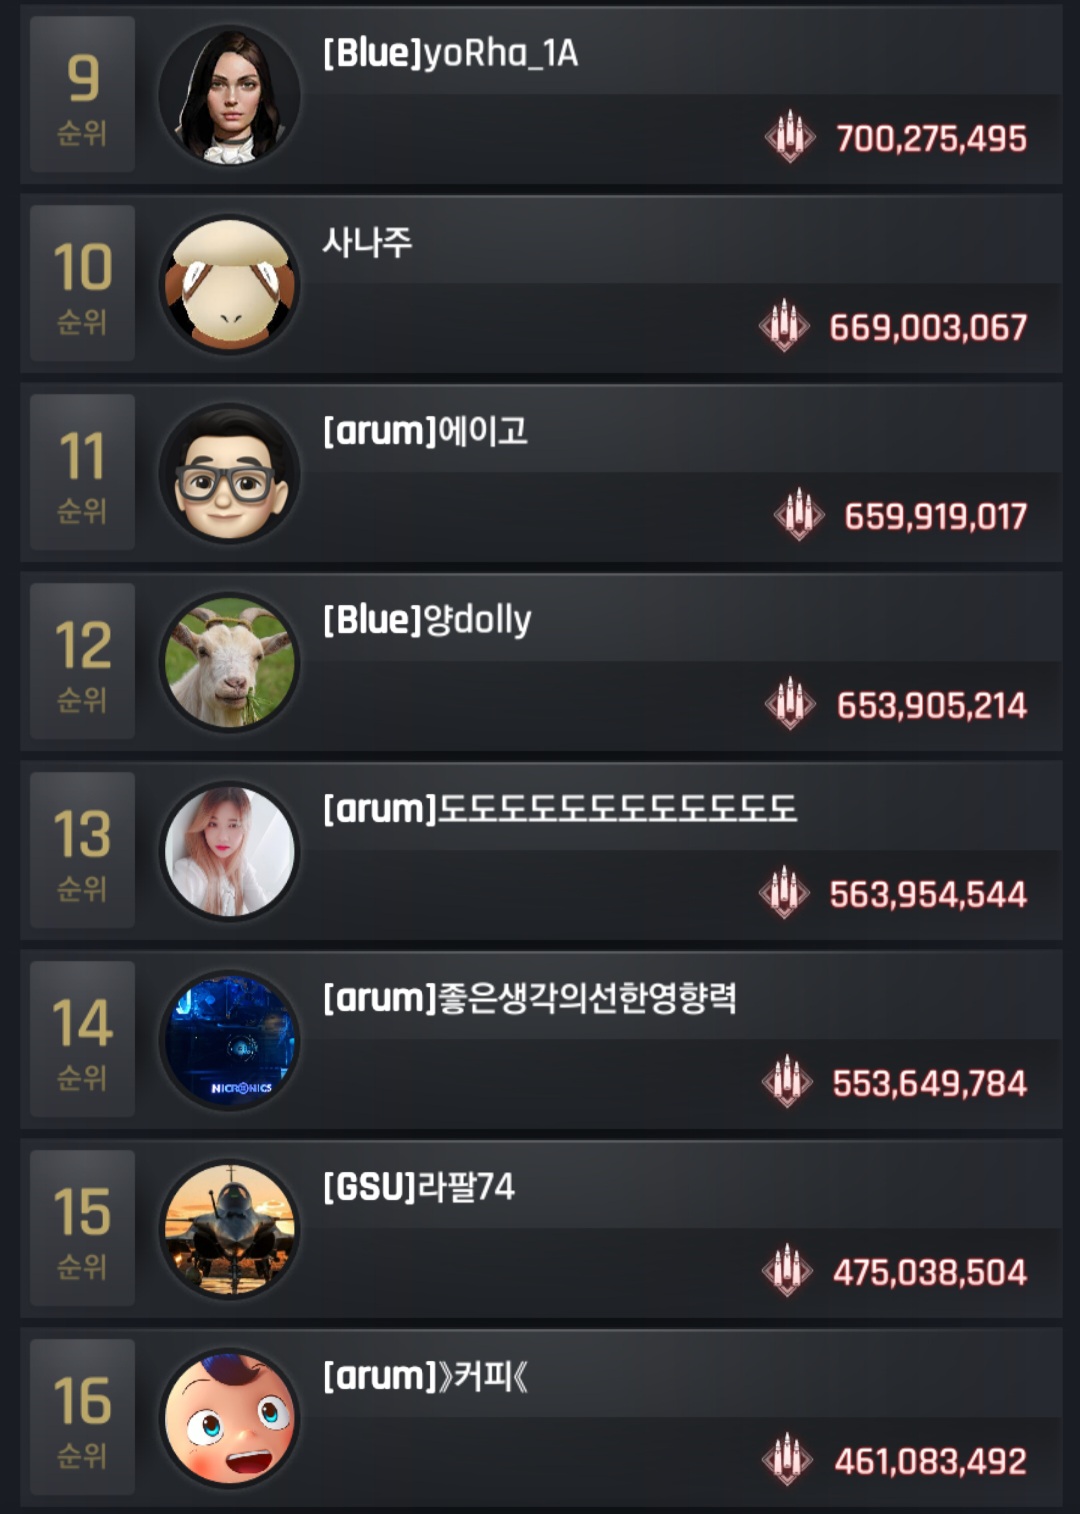 9
순위
[Blue]yoRha_1A
700,275,495
10
순위
사나주
669,003,067
11
순위
[arum]에이고
659,919,017
12
순위
[Blue]양dolly
653,905,214
13
순위
[arum]도도도도도도도도도도도도
563,954,544
14
순위
[arum]좋은생각의선한영향력
NICRONICS
553,649,784
15
순위
[GSU]라팔74
475,038,504
16
순위
[arum]》커피《
461,083,492